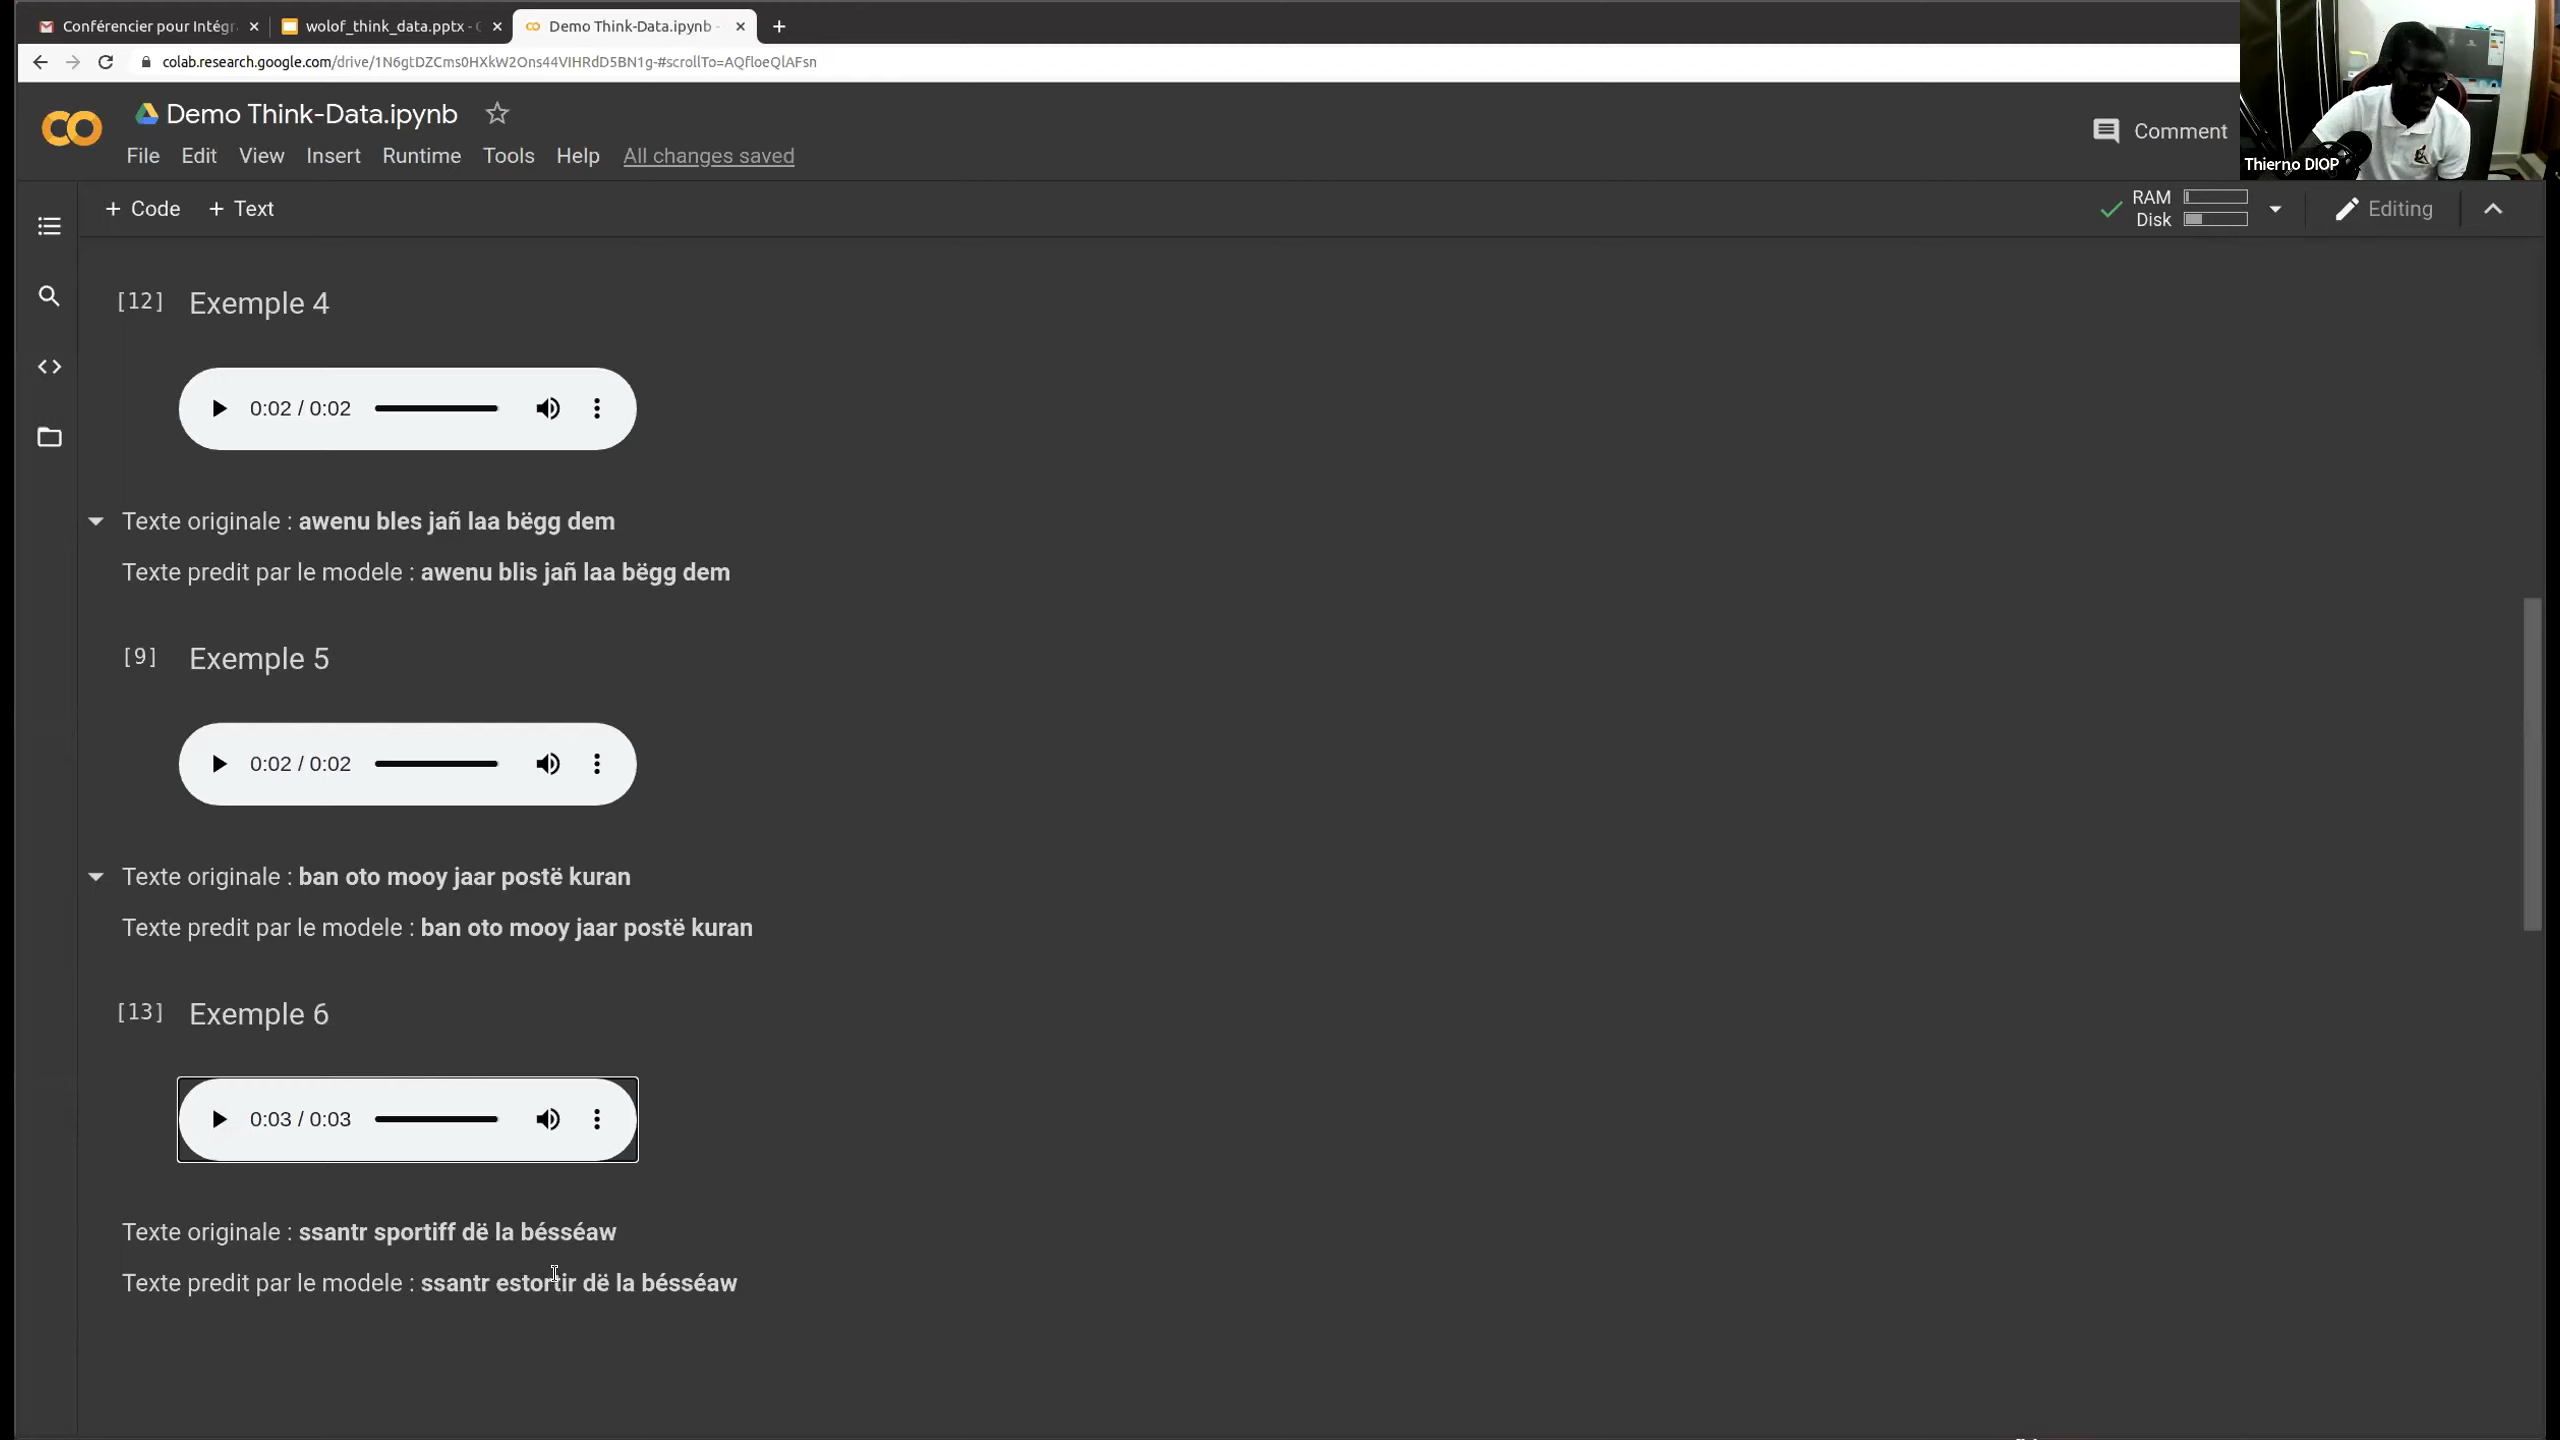 Conférencier pour Intégr
wolof_think_data.pptx - G
Demo Think-Data.ipynb -
colab.research.google.com/drive/1N6gtDZCms0HXkW2Ons44VIHRdD5BN1g-#scrollTo=AQfloeQlAFsn
Demo Think-Data.ipynb
File Edit View Insert Runtime Tools Help All changes saved
Comment
Thierno DIOP
+ Code + Text
RAM
Disk
Editing
[12] Exemple 4
0:02 / 0:02
Texte originale : awenu bles jañ laa bëgg dem
Texte predit par le modele : awenu blis jañ laa bëgg dem
[9] Exemple 5
0:02 / 0:02
Texte originale : ban oto mooy jaar postë kuran
Texte predit par le modele : ban oto mooy jaar postë kuran
[13] Exemple 6
0:03 / 0:03
Texte originale : ssantr sportiff dë la bésséaw
Texte predit par le modele : ssantr estortir dë la bésséaw